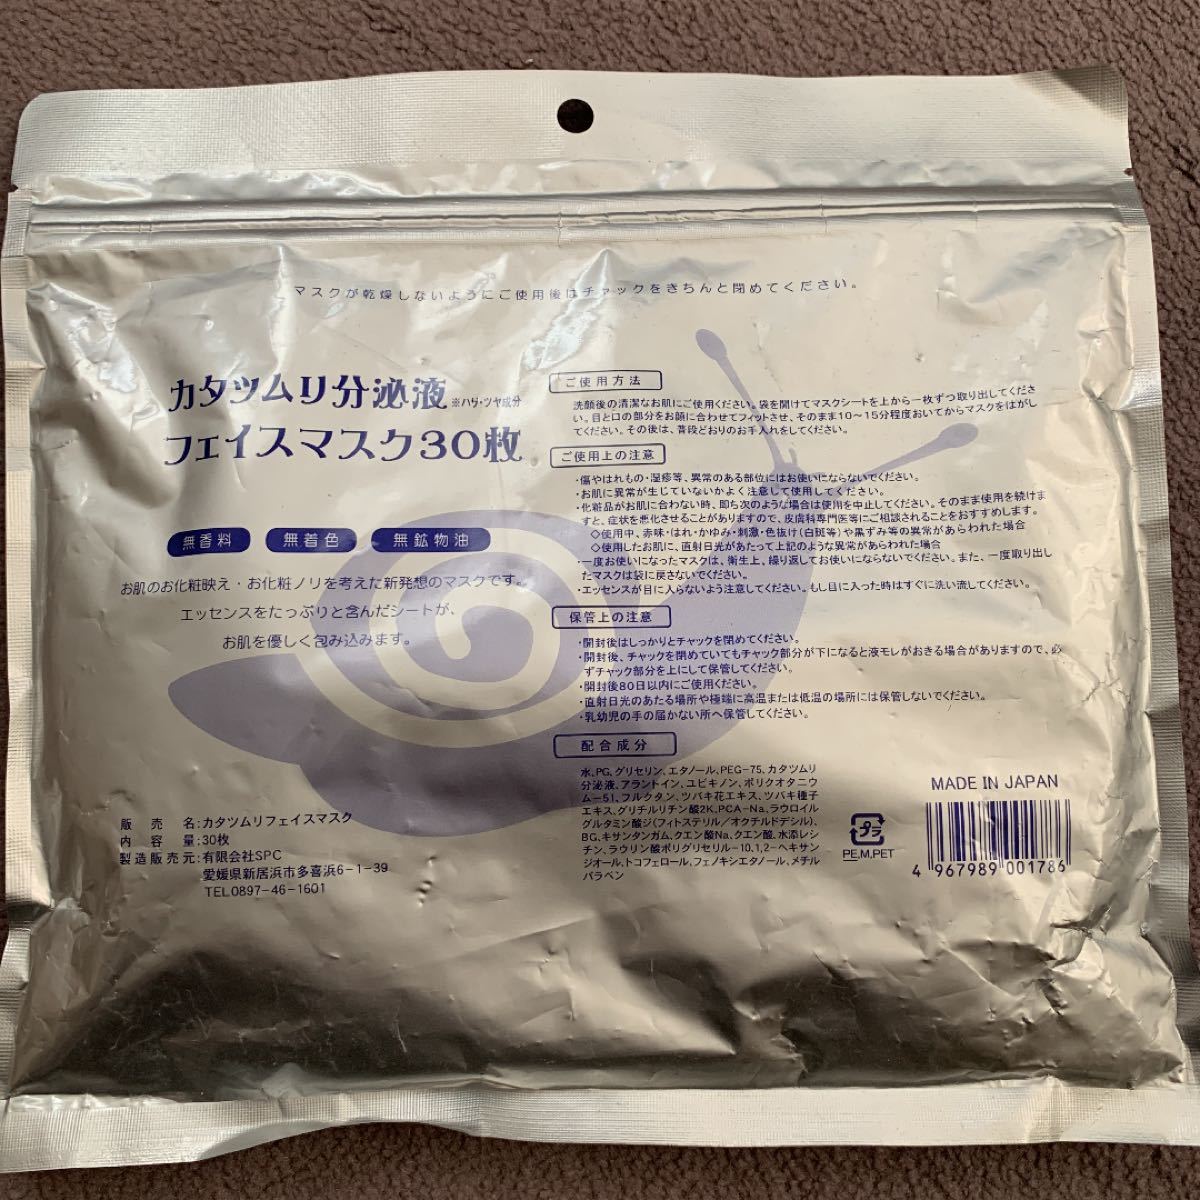 マスクが乾燥しないようにご使用後はチャックをきちんと閉めてください。
カタツムリ分泌液※ハリ・ツヤ成分
フェイスマスク30枚
無香料 無着色 無鉱物油
お肌のお化粧映え・お化粧ノリを考えた新発想のマスクです。
エッセンスをたっぷりと含んだシートが、
お肌を優しく包み込みます。
販売名:カタツムリフェイスマスク
内容量:30枚
製造販売元:有限会社SPC
愛媛県新居浜市多喜浜6-1-39
TEL0897-46-1601
ご使用方法
洗顔後の清潔なお肌にご使用ください。袋を開けてマスクシートを上から一枚ずつ取り出してくださ
い。目と口の部分をお顔に合わせてフィットさせ、そのまま10〜15分程度おいてからマスクをはがし
てください。その後は、普段どおりのお手入れをしてください。
ご使用上の注意
・傷やはれもの・湿疹等、異常のある部位にはお使いにならないでください。
・お肌に異常が生じていないかよく注意して使用してください。
・化粧品がお肌に合わない時、即ち次のような場合は使用を中止してください。そのまま使用を続けま
すと、症状を悪化させることがありますので、皮膚科専門医等にご相談されることをおすすめします。
◇使用中、赤味・はれ・かゆみ・刺激・色抜け(白斑等)や黒ずみ等の異常があらわれた場合
◇使用したお肌に、直射日光があたって上記のような異常があらわれた場合
・一度お使いになったマスクは、衛生上、繰り返してお使いにならないでください。また、一度取り出し
たマスクは袋に戻さないでください。
・エッセンスが目に入らないよう注意してください。もし目に入った時はすぐに洗い流してください。
保管上の注意
・開封後はしっかりとチャックを閉めてください。
・開封後、チャックを閉めていてもチャック部分が下になると液モレがおきる場合がありますので、必
ずチャック部分を上にして保管してください。
・開封後80日以内にご使用ください。
・直射日光のあたる場所や極端に高温または低温の場所には保管しないでください。
・乳幼児の手の届かない所へ保管してください。
配合成分
水、PG、グリセリン、エタノール、PEG-75、カタツムリ
分泌液、アラントイン、ユビキノン、ポリクオタニウ
ム-51、フルクタン、ツバキ花エキス、ツバキ種子
エキス、グリチルリチン酸2K、PCA-Na、ラウロイル
グルタミン酸ジ(フィトステリル/オクチルドデシル)、
BG、キサンタンガム、クエン酸Na、クエン酸、水添レシ
チン、ラウリン酸ポリグリセリル-10、1,2-ヘキサン
ジオール、トコフェロール、フェノキシエタノール、メチル
パラベン
プラ
PE,M,PET
MADE IN JAPAN
4 967989 001786